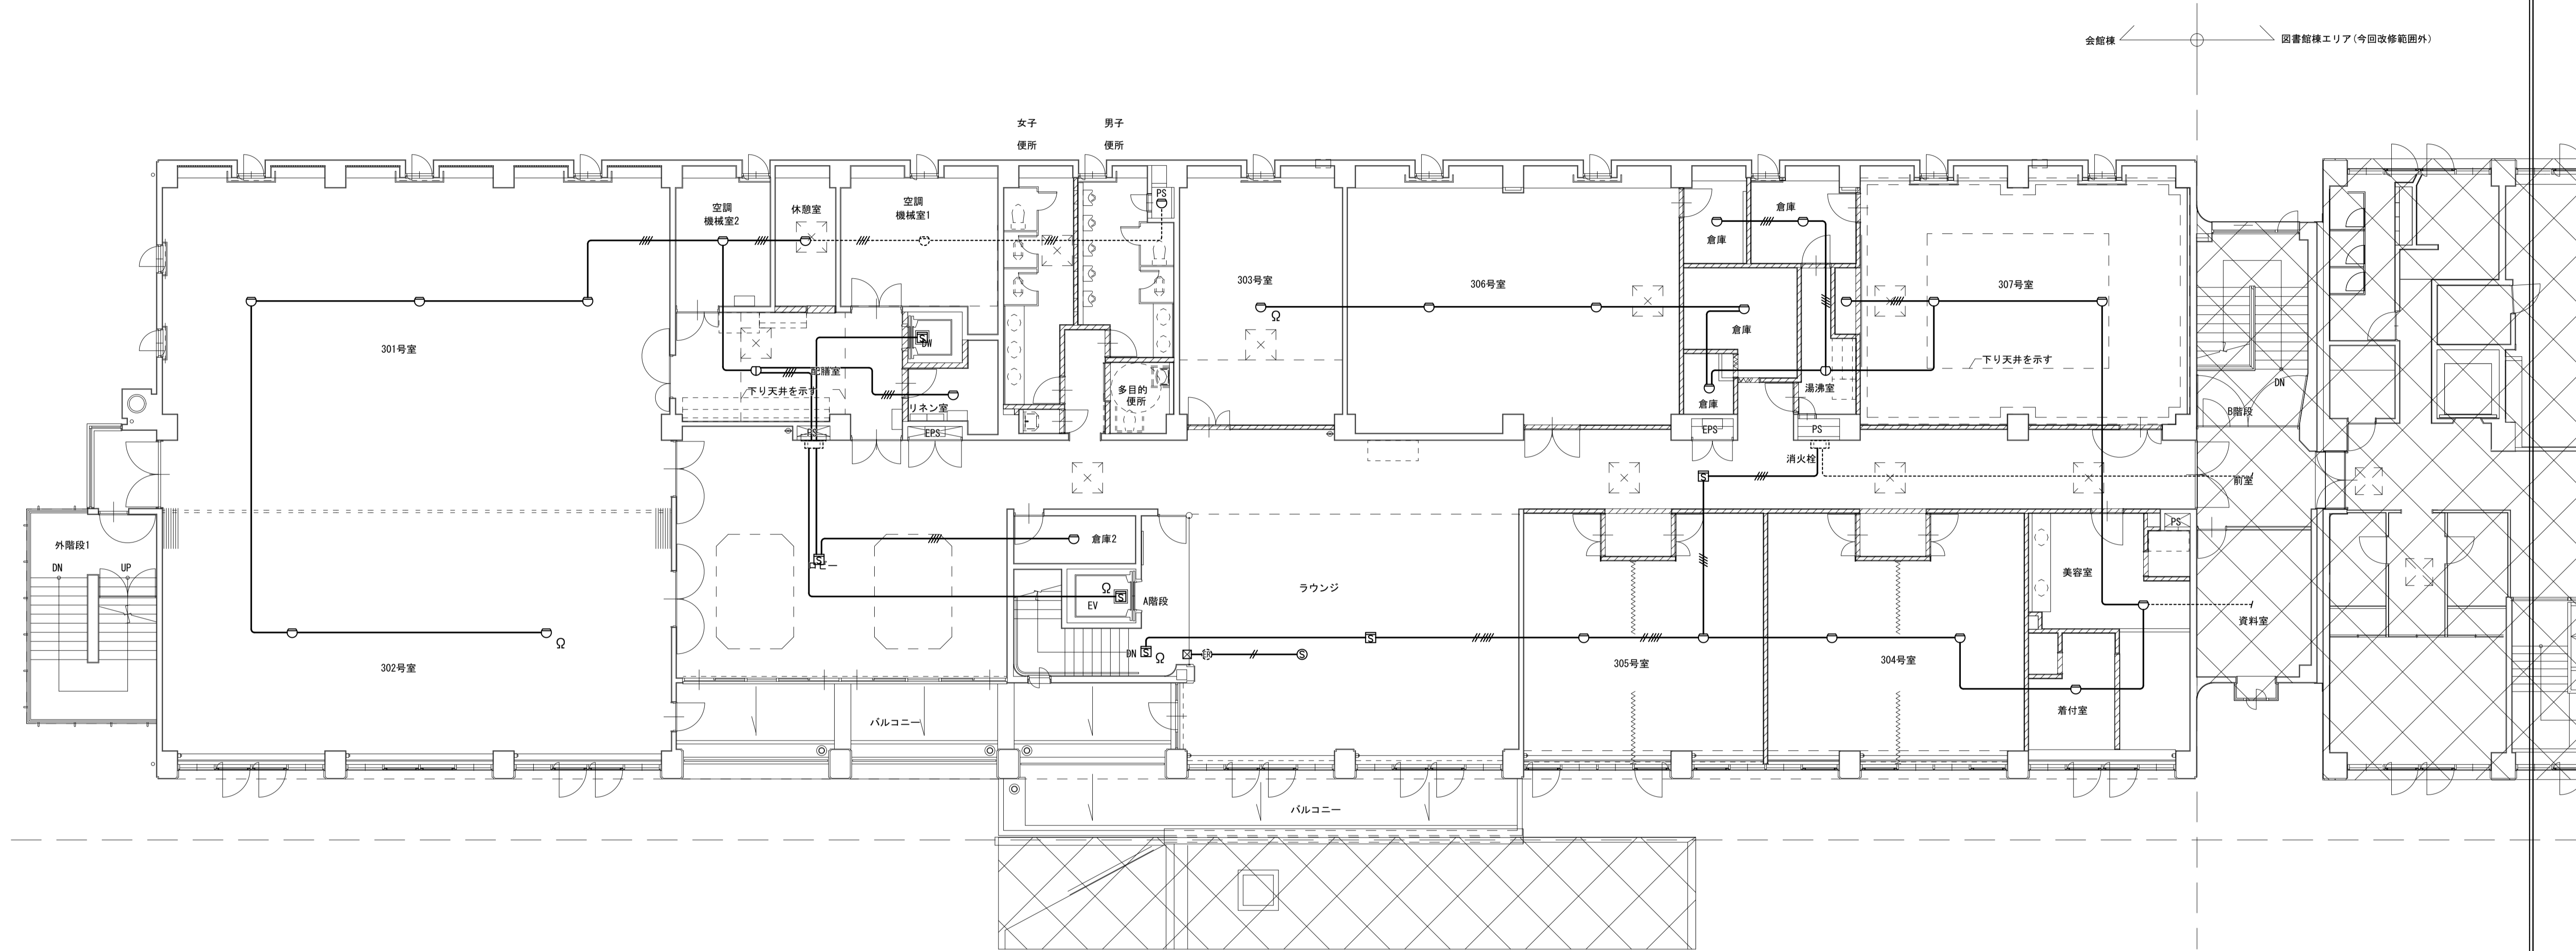 会館棟
図書館棟エリア(今回改修範囲外)
女子
便所
男子
便所
空調
機械室2
休憩室
空調
機械室1
PS
倉庫
倉庫
303号室
306号室
307号室
301号室
DW
倉庫
下り天井を示す
配膳室
下り天井を示す
リネン室
多目的
便所
倉庫
湯沸室
DN
B階段
PS
EPS
EPS
PS
消火栓
前室
PS
外階段1
DN
UP
倉庫2
ロビー
ラウンジ
美容室
Ω
EV
A階段
S
資料室
DN
302号室
305号室
304号室
着付室
バルコニー
バルコニー